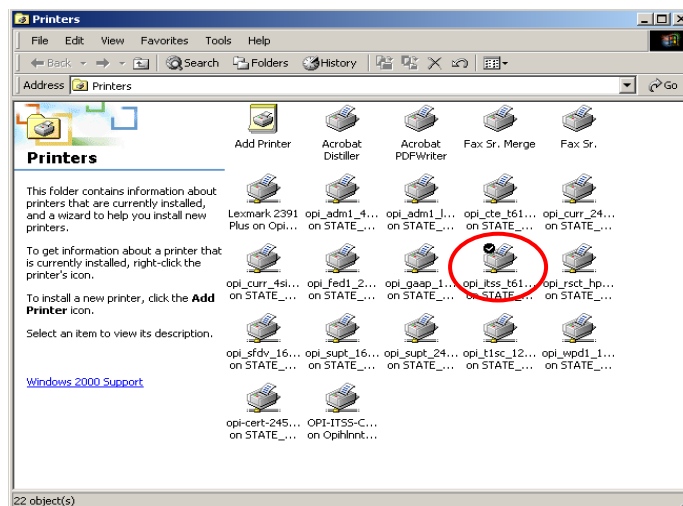 Printers
File Edit View Favorites Tools Help
Back Search Folders History
Address Printers Go
Printers
This folder contains information about
printers that are currently installed,
and a wizard to help you install new
printers.
To get information about a printer that
is currently installed, right-click the
printer's icon.
To install a new printer, click the Add
Printer icon.
Select an item to view its description.
Windows 2000 Support
Add Printer
Acrobat
Distiller
Acrobat
PDFWriter
Fax Sr. Merge
Fax Sr.
Lexmark 2391
Plus on Opi...
opi_adm1_4...
on STATE_...
opi_adm1_l...
on STATE_...
opi_cte_t61...
on STATE_...
opi_curr_24...
on STATE_...
opi_curr_4si...
on STATE_...
opi_fed1_2...
on STATE_...
opi_gaap_1...
on STATE_...
opi_itss_t61...
on STATE_...
opi_rsct_hp...
on STATE_...
opi_sfdv_16...
on STATE_...
opi_supt_16...
on STATE_...
opi_supt_24...
on STATE_...
opi_t1sc_12...
on STATE_...
opi_wpd1_1...
on STATE_...
opi-cert-245...
on STATE_...
OPI-ITSS-C...
on Opihlnnt...
22 object(s)